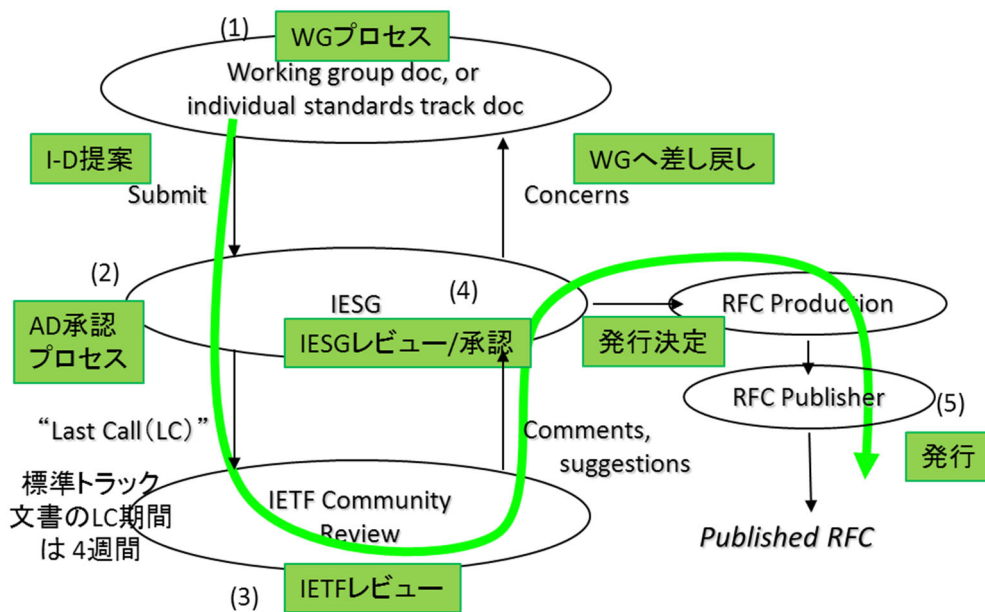 (1)
WGプロセス
Working group doc, or
individual standards track doc
I-D提案
WGへ差し戻し
Submit
Concerns
(2)
IESG
(4)
RFC Production
AD承認
プロセス
IESGレビュー/承認
発行決定
RFC Publisher
(5)
“Last Call(LC)”
Comments,
suggestions
発行
標準トラック
文書のLC期間
は 4週間
IETF Community
Review
Published RFC
(3)
IETFレビュー